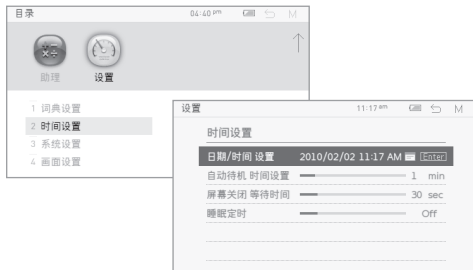 目录 04:40 pm M
助理 设置
1 词典设置
2 时间设置
3 系统设置
4 画面设置
设置 11:17 am M
时间设置
日期/时间 设置 2010/02/02 11:17 AM Enter
自动待机 时间设置 1 min
屏幕关闭 等待时间 30 sec
睡眠定时 Off